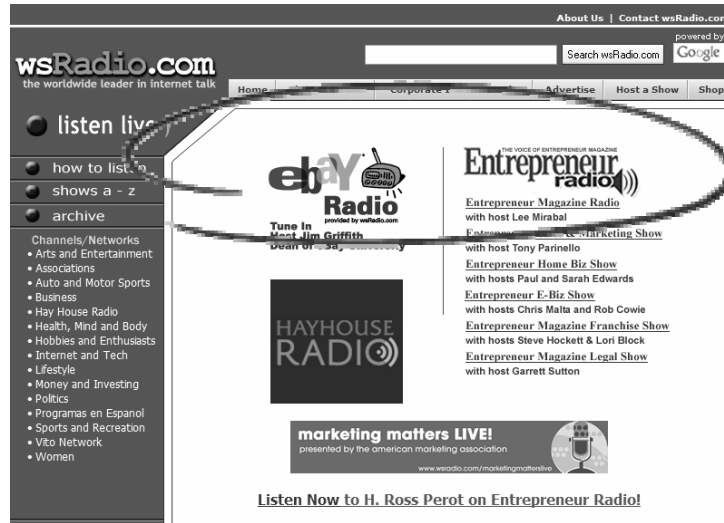 About Us | Contact wsRadio.com
powered by
Search wsRadio.com Google
wsRadio.com
the worldwide leader in internet talk
Home Advertise Host a Show Shop
listen live
how to listen
shows a - z
archive
Channels/Networks
• Arts and Entertainment
• Associations
• Auto and Motor Sports
• Business
• Hay House Radio
• Health, Mind and Body
• Hobbies and Enthusiasts
• Internet and Tech
• Lifestyle
• Money and Investing
• Politics
• Programas en Espanol
• Sports and Recreation
• Vito Network
• Women
ebaY
Radio
provided by wsRadio.com
Tune In
Host Jim Griffith
Dean of eBay University
THE VOICE OF ENTREPRENEUR MAGAZINE
Entrepreneur
radio
Entrepreneur Magazine Radio
with host Lee Mirabal
& Marketing Show
with host Tony Parinello
Entrepreneur Home Biz Show
with hosts Paul and Sarah Edwards
Entrepreneur E-Biz Show
with hosts Chris Malta and Rob Cowie
Entrepreneur Magazine Franchise Show
with hosts Steve Hockett & Lori Block
Entrepreneur Magazine Legal Show
with host Garrett Sutton
HAYHOUSE
RADIO
marketing matters LIVE!
presented by the american marketing association
www.wsradio.com/marketingmatterslive
Listen Now to H. Ross Perot on Entrepreneur Radio!